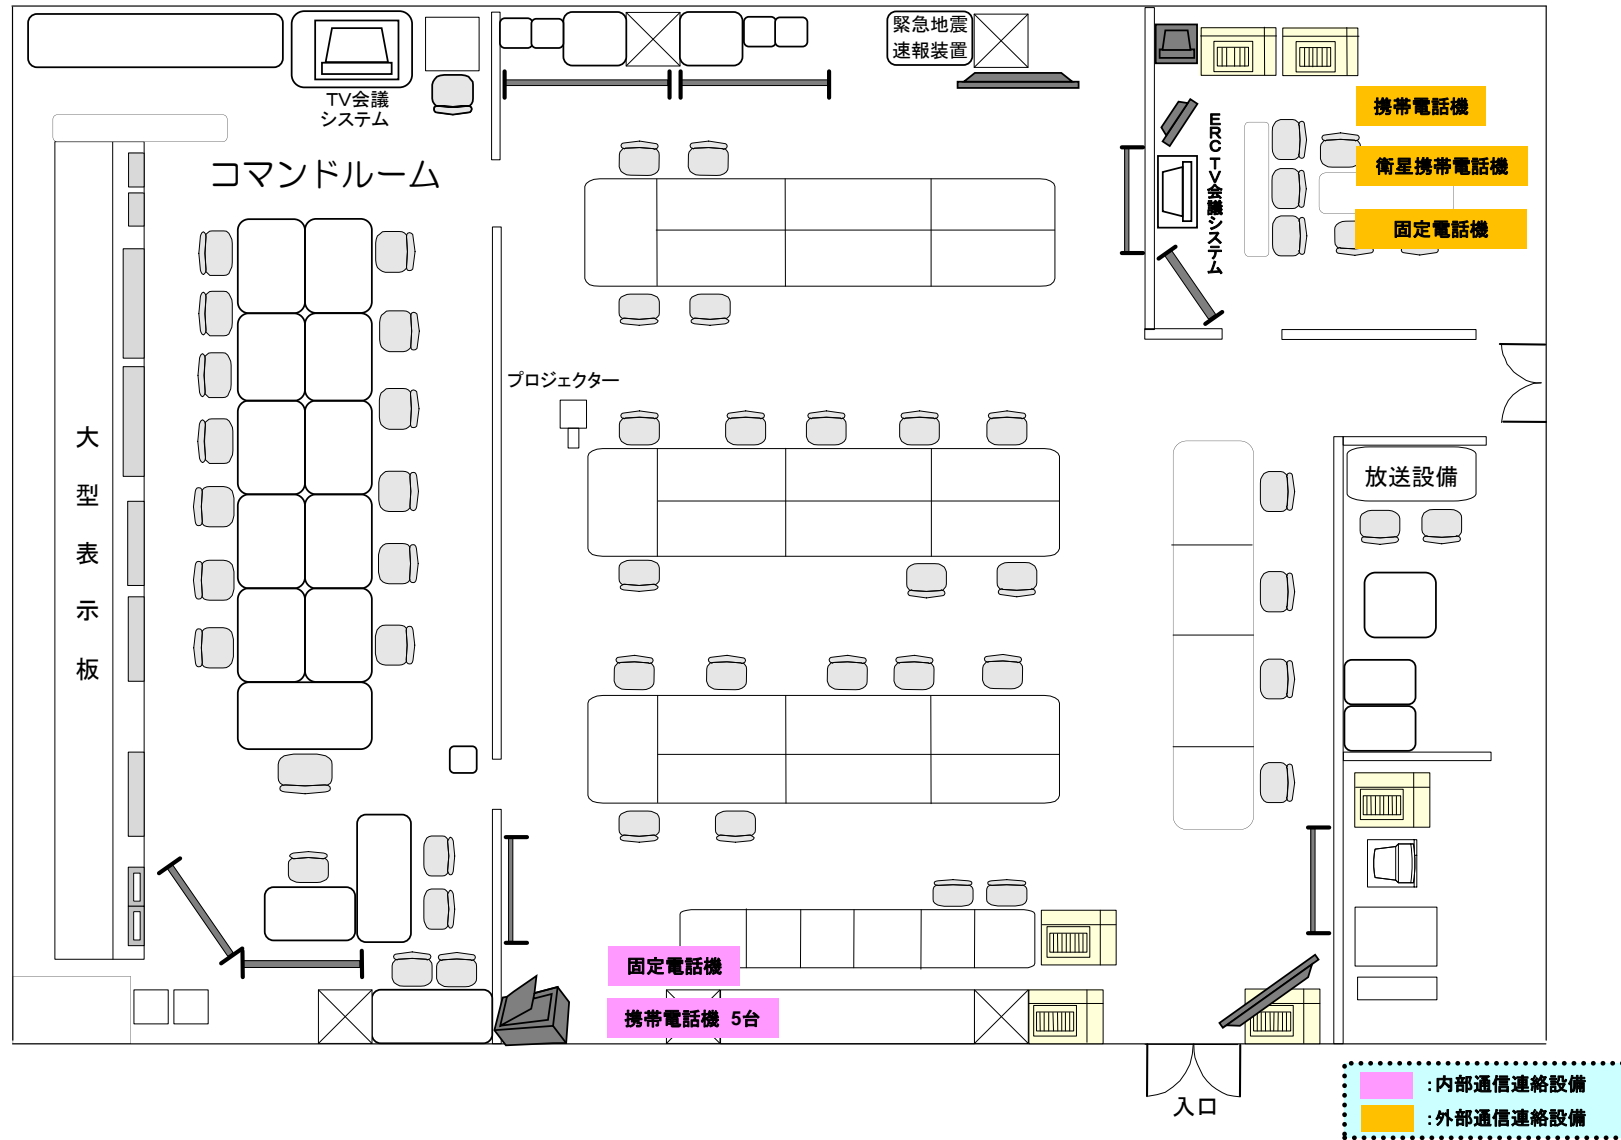 TV会議
システム
コマンドルーム
大型表示板
緊急地震
速報装置
ERC TV会議システム
携帯電話機
衛星携帯電話機
固定電話機
プロジェクター
放送設備
固定電話機
携帯電話機 5台
入口
:内部通信連絡設備
:外部通信連絡設備